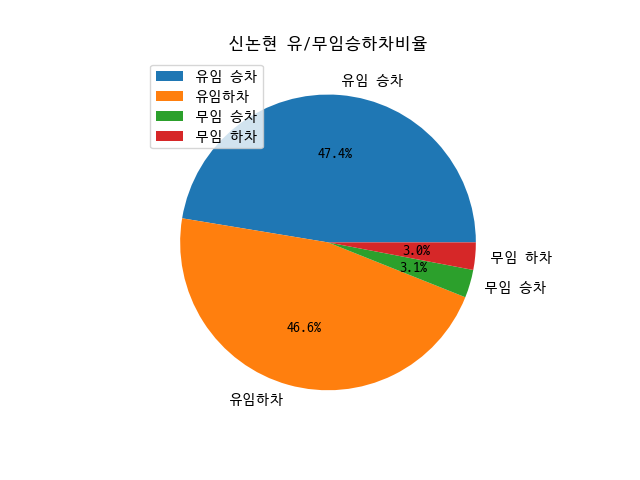 신논현 유/무임승하차비율
유임 승차
유임하차
무임 승차
무임 하차
유임 승차
47.4%
3.0%
무임 하차
3.1%
무임 승차
46.6%
유임하차